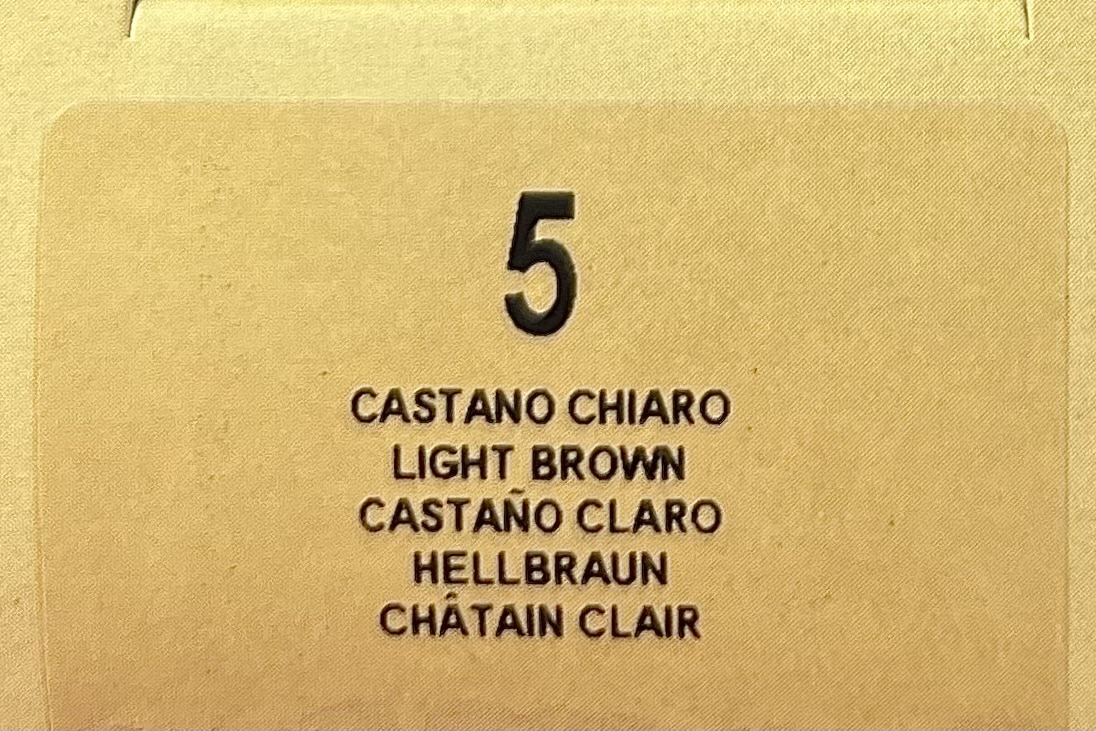 5
CASTANO CHIARO
LIGHT BROWN
CASTAÑO CLARO
HELLBRAUN
CHÂTAIN CLAIR